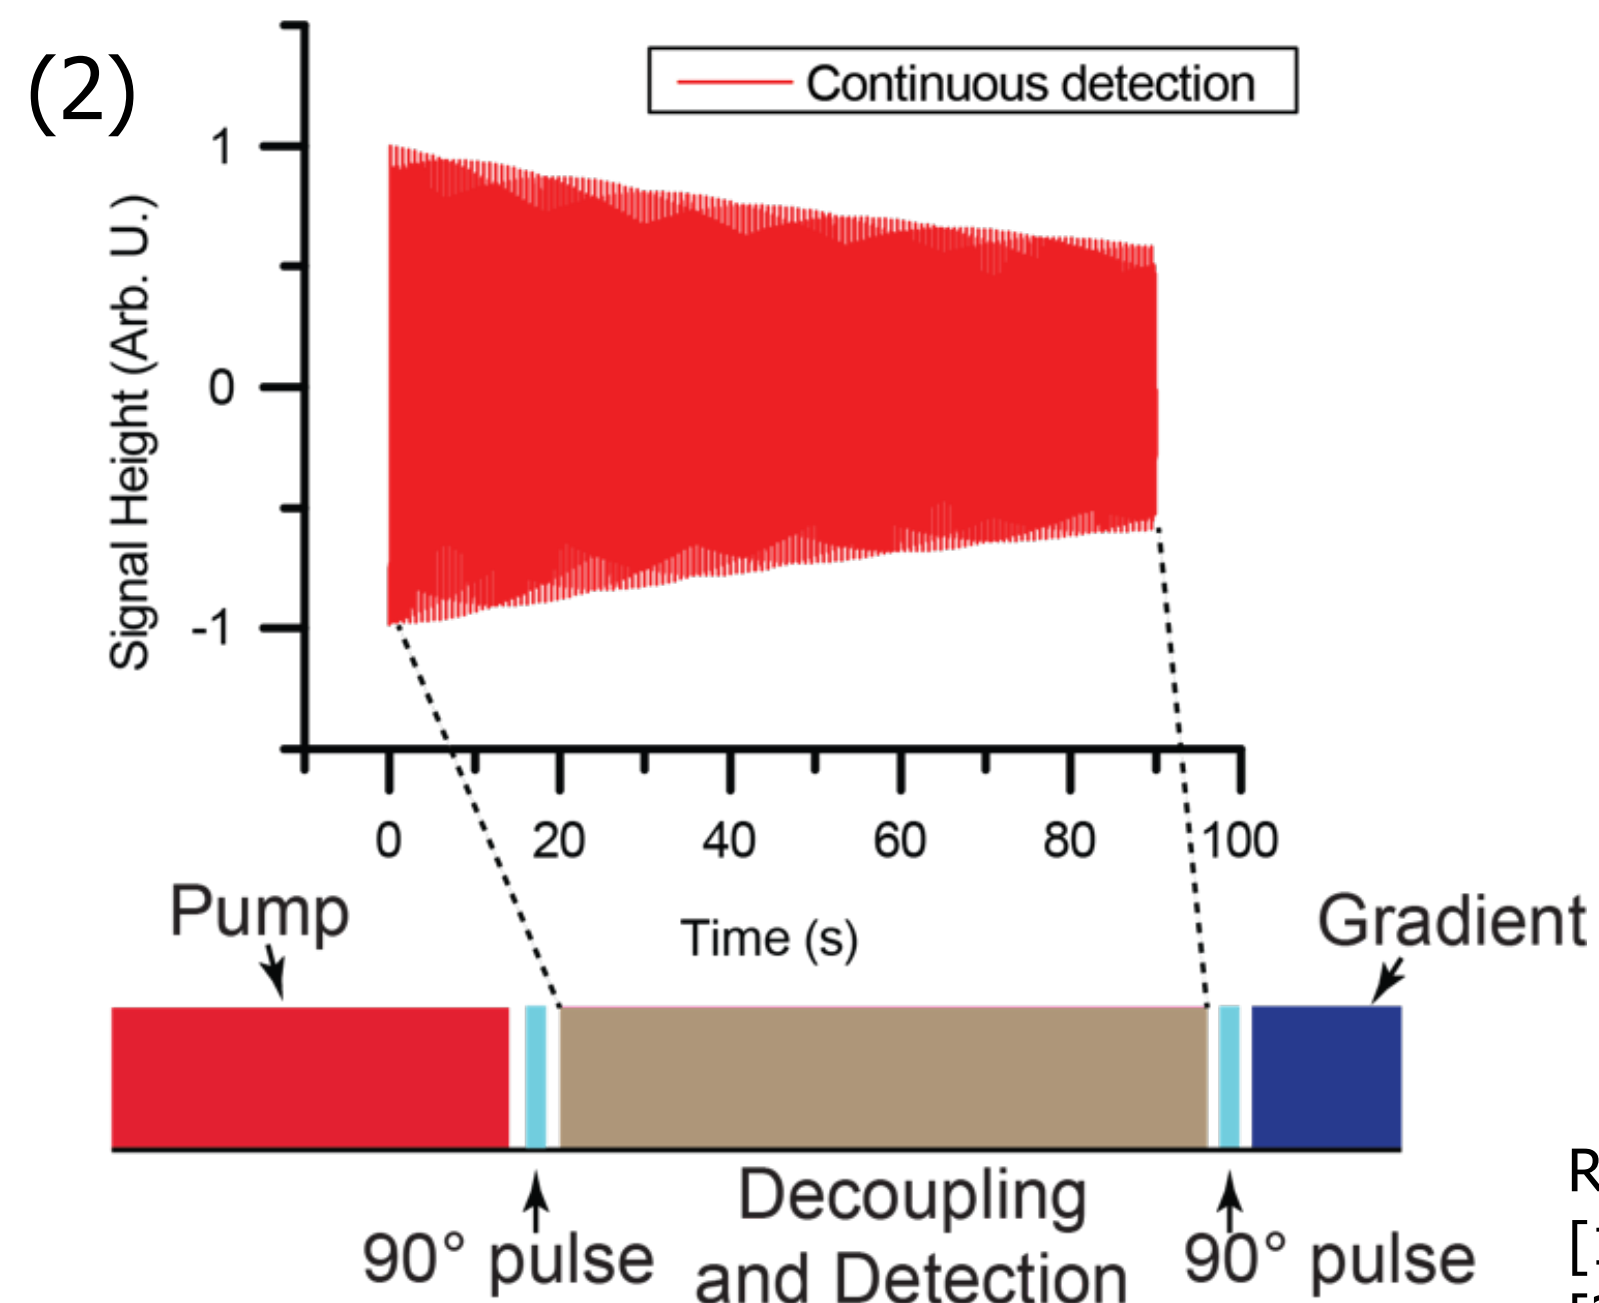 (2)
Continuous detection
Signal Height (Arb. U.)
1
0
-1
0 20 40 60 80 100
Time (s)
Pump
Gradient
90° pulse
Decoupling
and Detection
90° pulse